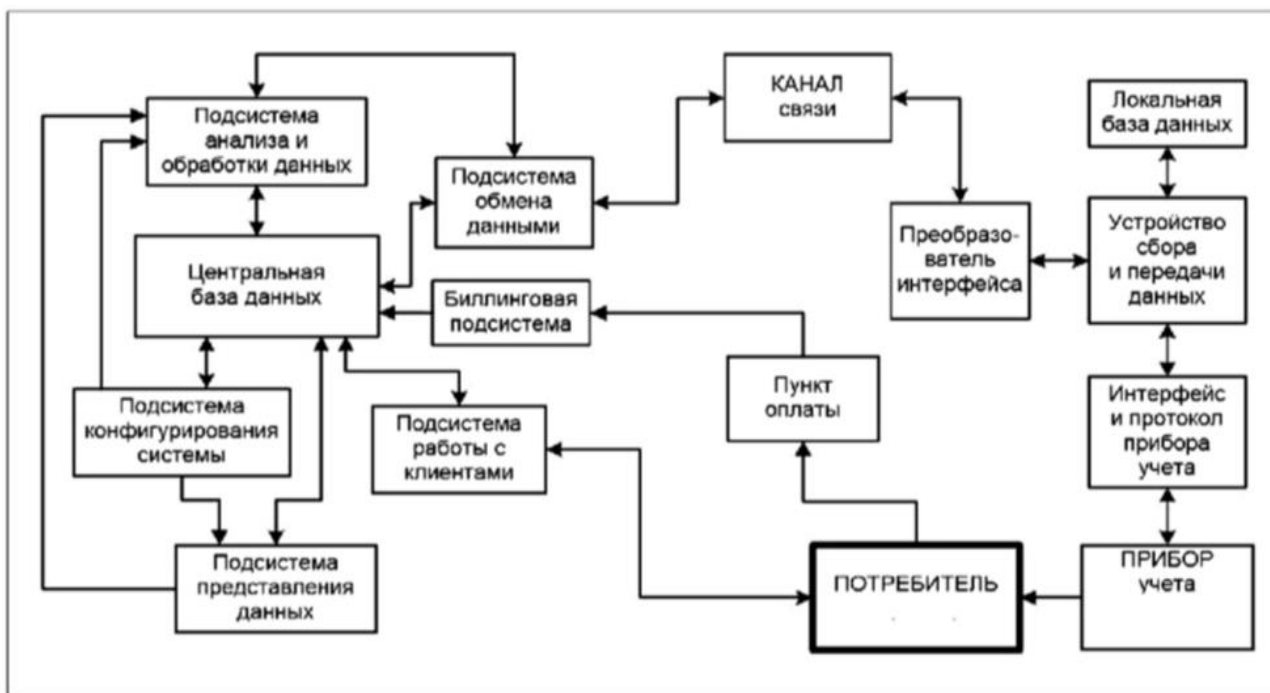 КАНАЛ
связи
Локальная
база данных
Подсистема
анализа и
обработки данных
Подсистема
обмена
данными
Преобразо-
ватель
интерфейса
Устройство
сбора
и передачи
данных
Центральная
база данных
Биллинговая
подсистема
Пункт
оплаты
Интерфейс
и протокол
прибора
учета
Подсистема
конфигурирования
системы
Подсистема
работы с
клиентами
Подсистема
представления
данных
ПОТРЕБИТЕЛЬ
ПРИБОР
учета